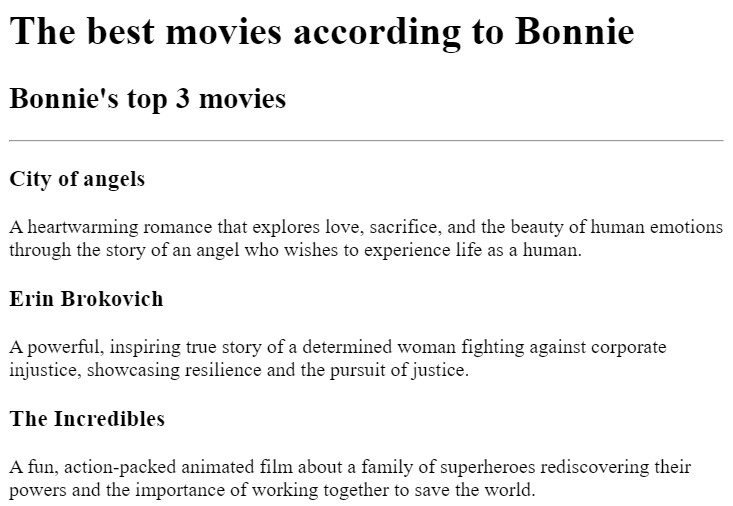 The best movies according to Bonnie
Bonnie's top 3 movies
City of angels
A heartwarming romance that explores love, sacrifice, and the beauty of human emotions
through the story of an angel who wishes to experience life as a human.
Erin Brokovich
A powerful, inspiring true story of a determined woman fighting against corporate
injustice, showcasing resilience and the pursuit of justice.
The Incredibles
A fun, action-packed animated film about a family of superheroes rediscovering their
powers and the importance of working together to save the world.